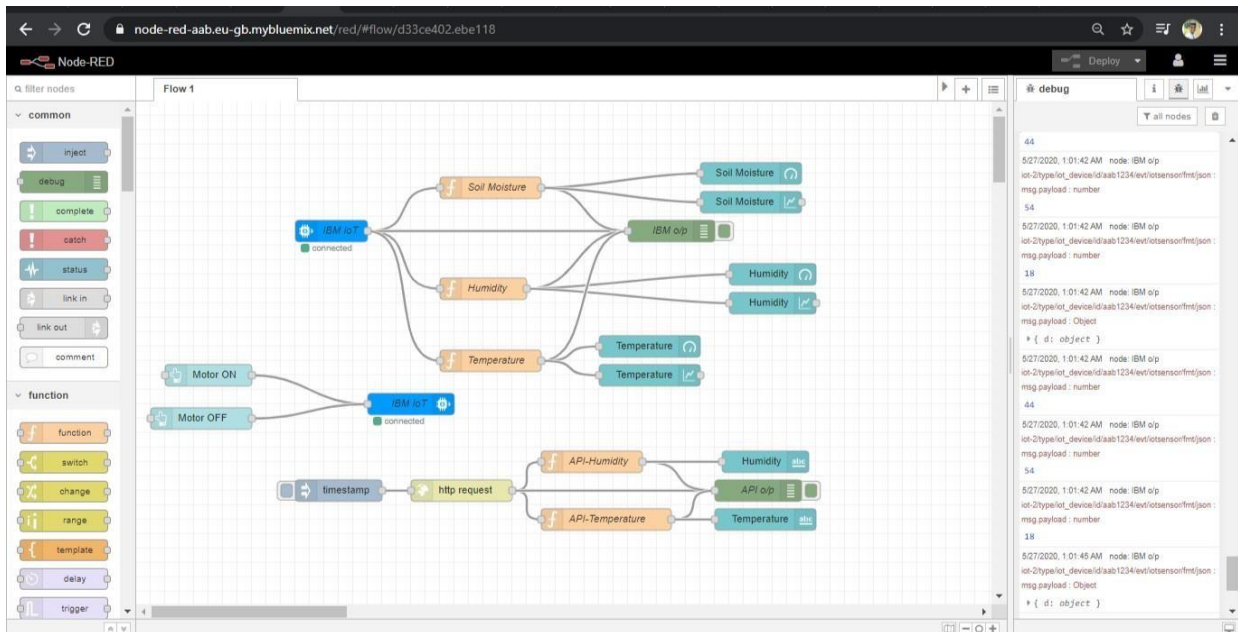 node-red-aab.eu-gb.mybluemix.net/red/#flow/d33ce402.ebe118
Node-RED
Deploy
filter nodes
Flow 1
debug
i
all nodes
common
inject
debug
complete
catch
status
link in
link out
comment
function
function
switch
change
range
template
delay
trigger
IBM IoT
connected
Soil Moisture
Soil Moisture
Soil Moisture
IBM o/p
Humidity
Humidity
Humidity
Temperature
Temperature
Temperature
Motor ON
Motor OFF
IBM IoT
connected
timestamp
http request
API-Humidity
Humidity abc
API o/p
API-Temperature
Temperature abc
44
5/27/2020, 1:01:42 AM node: IBM o/p
iot-2/type/iot_device/id/aab1234/evt/iotsensor/fmt/json :
msg.payload : number
54
5/27/2020, 1:01:42 AM node: IBM o/p
iot-2/type/iot_device/id/aab1234/evt/iotsensor/fmt/json :
msg.payload : number
18
5/27/2020, 1:01:42 AM node: IBM o/p
iot-2/type/iot_device/id/aab1234/evt/iotsensor/fmt/json :
msg.payload : Object
{ d: object }
5/27/2020, 1:01:42 AM node: IBM o/p
iot-2/type/iot_device/id/aab1234/evt/iotsensor/fmt/json :
msg.payload : number
44
5/27/2020, 1:01:42 AM node: IBM o/p
iot-2/type/iot_device/id/aab1234/evt/iotsensor/fmt/json :
msg.payload : number
54
5/27/2020, 1:01:42 AM node: IBM o/p
iot-2/type/iot_device/id/aab1234/evt/iotsensor/fmt/json :
msg.payload : number
18
5/27/2020, 1:01:45 AM node: IBM o/p
iot-2/type/iot_device/id/aab1234/evt/iotsensor/fmt/json :
msg.payload : Object
{ d: object }